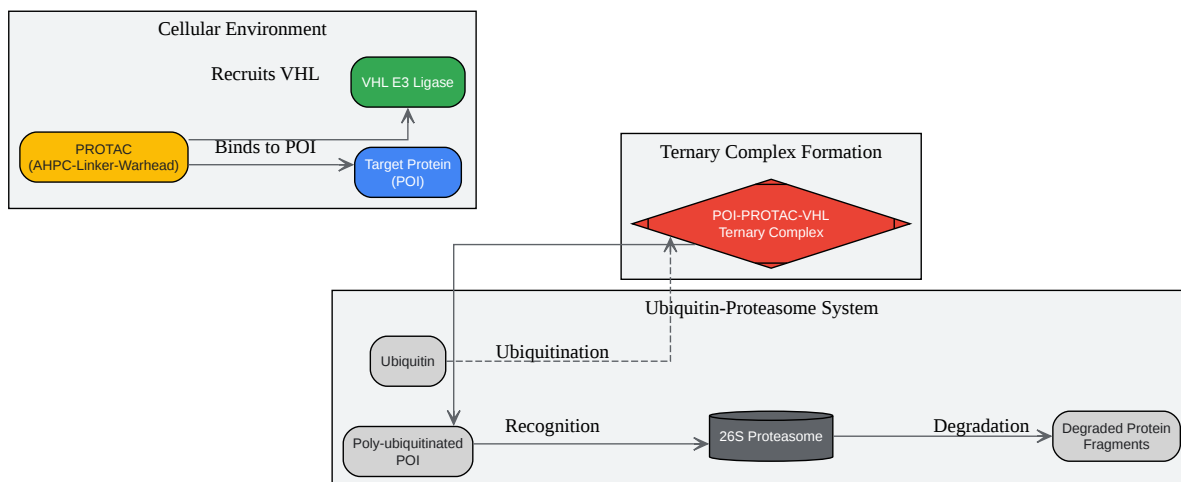 Cellular Environment
Recruits VHL
VHL E3 Ligase
PROTAC
(AHPC-Linker-Warhead)
Binds to POI
Target Protein
(POI)
Ternary Complex Formation
POI-PROTAC-VHL
Ternary Complex
Ubiquitin-Proteasome System
Ubiquitin
Ubiquitination
Poly-ubiquitinated
POI
Recognition
26S Proteasome
Degradation
Degraded Protein
Fragments